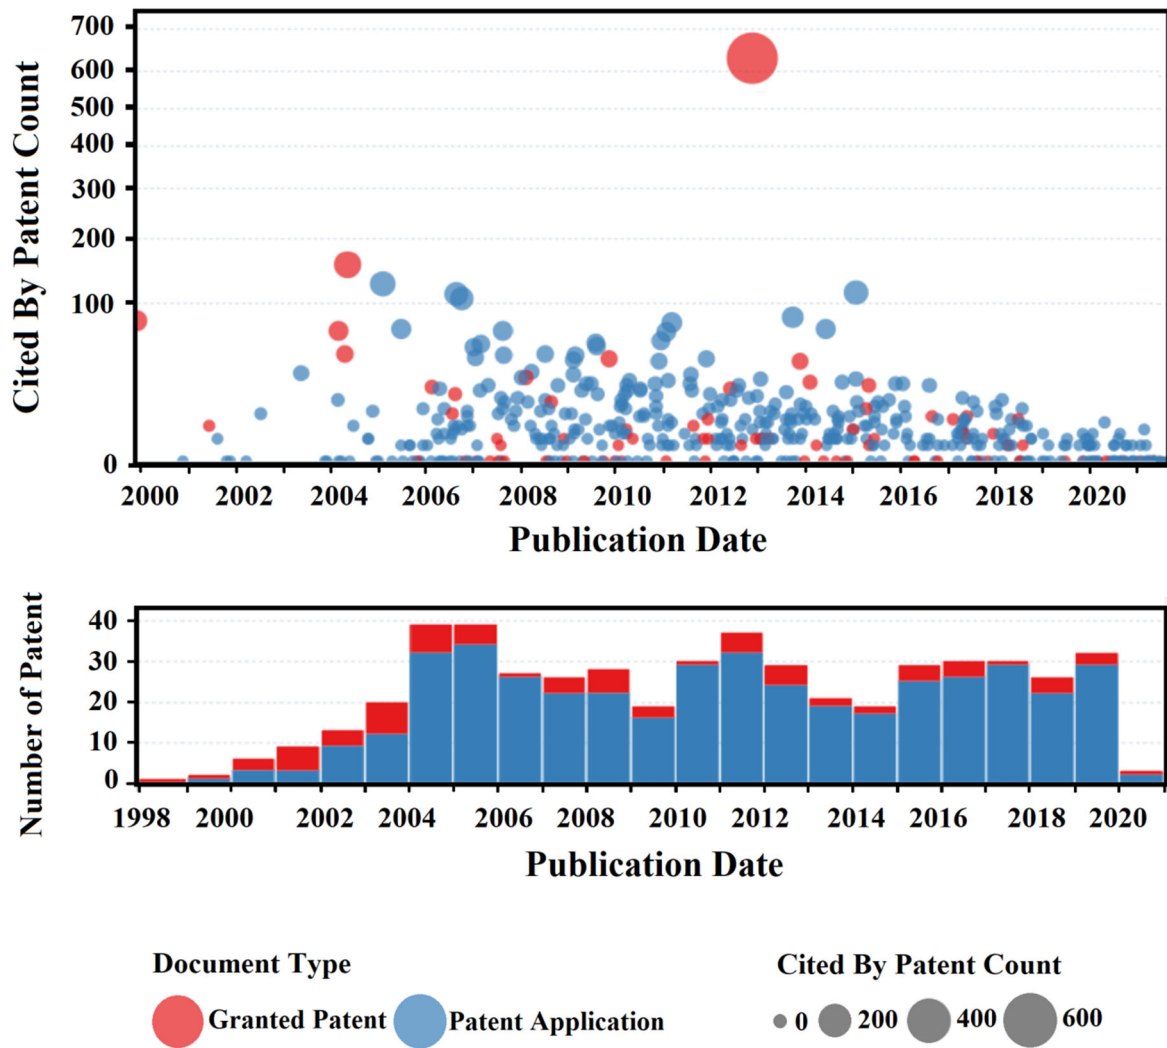 Cited By Patent Count
700
600
500
400
300
200
100
0
2000 2002 2004 2006 2008 2010 2012 2014 2016 2018 2020
Publication Date
Number of Patent
40
30
20
10
0
1998 2000 2002 2004 2006 2008 2010 2012 2014 2016 2018 2020
Publication Date
Document Type
Granted Patent Patent Application
Cited By Patent Count
0 200 400 600